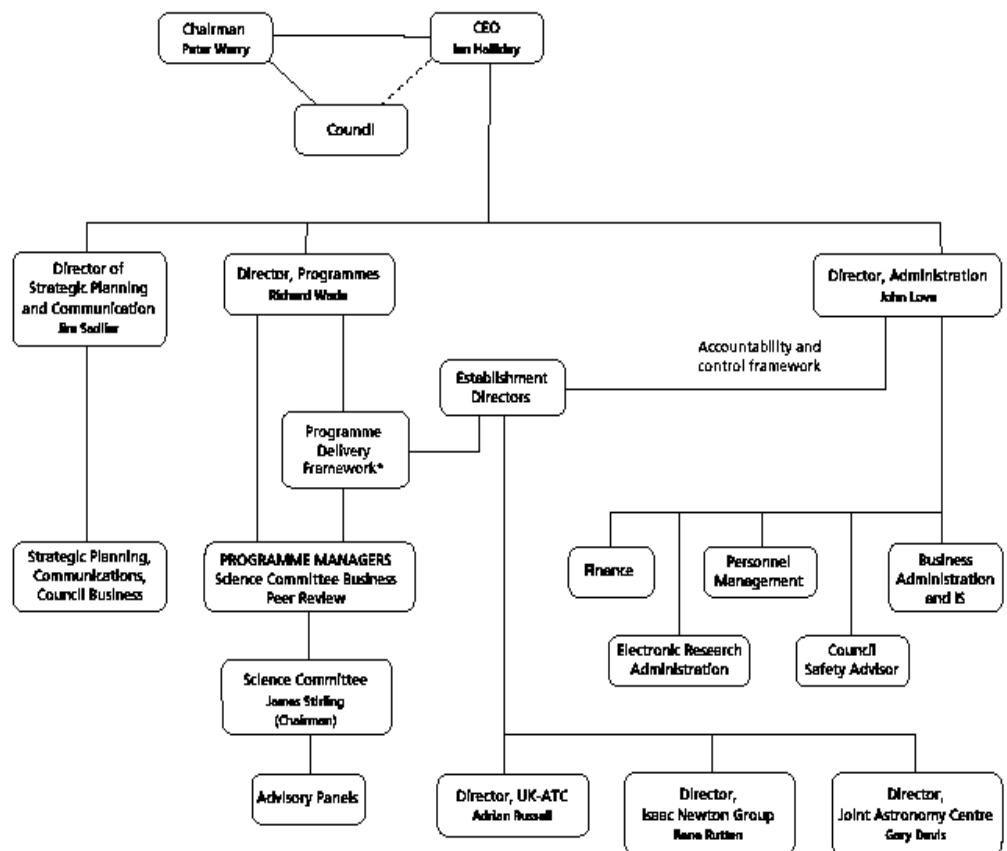 Chairman
Peter Warry
CEO
Ian Halliday
Council
Director of
Strategic Planning
and Communication
Jim Sadlier
Director, Programmes
Richard Wade
Director, Administration
John Love
Accountability and
control framework
Establishment
Directors
Programme
Delivery
Framework*
Strategic Planning,
Communications,
Council Business
PROGRAMME MANAGERS
Science Committee Business
Peer Review
Finance
Personnel
Management
Business
Administration
and IS
Electronic Research
Administration
Council
Safety Advisor
Science Committee
James Stirling
(Chairman)
Advisory Panels
Director, UK-ATC
Adrian Russell
Director,
Isaac Newton Group
Rene Rutten
Director,
Joint Astronomy Centre
Gary Davis